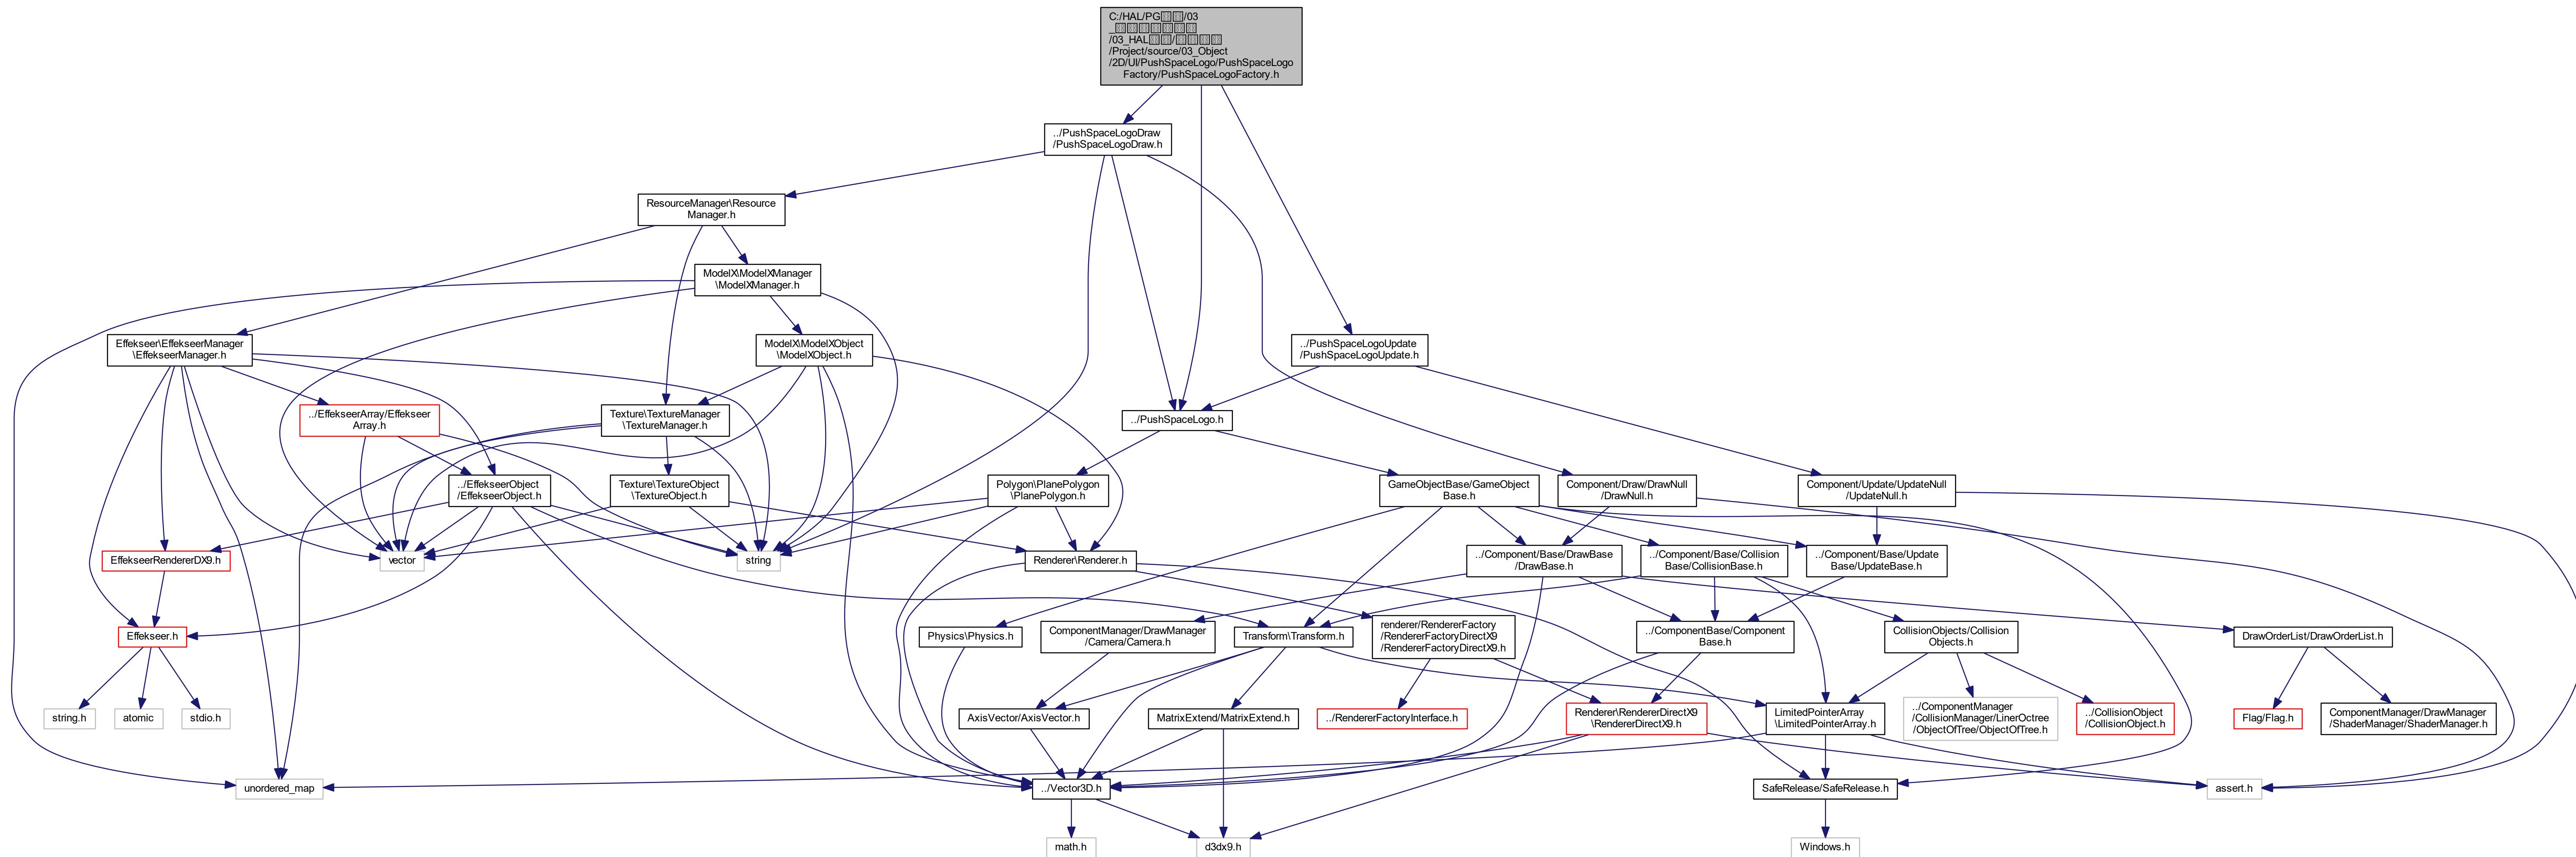 C:/HAL/PG/03
_
/03_HAL/
/Project/source/03_Object
/2D/UI/PushSpaceLogo/PushSpaceLogo
Factory/PushSpaceLogoFactory.h
../PushSpaceLogoDraw
/PushSpaceLogoDraw.h
ResourceManager\Resource
Manager.h
ModelX\ModelXManager
\ModelXManager.h
Effekseer\EffekseerManager
\EffekseerManager.h
ModelX\ModelXObject
\ModelXObject.h
../PushSpaceLogoUpdate
/PushSpaceLogoUpdate.h
../EffekseerArray/Effekseer
Array.h
Texture\TextureManager
\TextureManager.h
../PushSpaceLogo.h
../EffekseerObject
/EffekseerObject.h
Texture\TextureObject
\TextureObject.h
Polygon\PlanePolygon
\PlanePolygon.h
GameObjectBase/GameObject
Base.h
Component/Draw/DrawNull
/DrawNull.h
Component/Update/UpdateNull
/UpdateNull.h
EffekseerRendererDX9.h
vector
string
Renderer\Renderer.h
../Component/Base/DrawBase
/DrawBase.h
../Component/Base/Collision
Base/CollisionBase.h
../Component/Base/Update
Base/UpdateBase.h
Effekseer.h
Physics\Physics.h
ComponentManager/DrawManager
/Camera/Camera.h
Transform\Transform.h
renderer/RendererFactory
/RendererFactoryDirectX9
/RendererFactoryDirectX9.h
../ComponentBase/Component
Base.h
CollisionObjects/Collision
Objects.h
DrawOrderList/DrawOrderList.h
string.h
atomic
stdio.h
AxisVector/AxisVector.h
MatrixExtend/MatrixExtend.h
../RendererFactoryInterface.h
Renderer\RendererDirectX9
\RendererDirectX9.h
LimitedPointerArray
\LimitedPointerArray.h
../ComponentManager
/CollisionManager/LinerOctree
/ObjectOfTree/ObjectOfTree.h
../CollisionObject
/CollisionObject.h
Flag/Flag.h
ComponentManager/DrawManager
/ShaderManager/ShaderManager.h
unordered_map
../Vector3D.h
SafeRelease/SafeRelease.h
assert.h
math.h
d3dx9.h
Windows.h